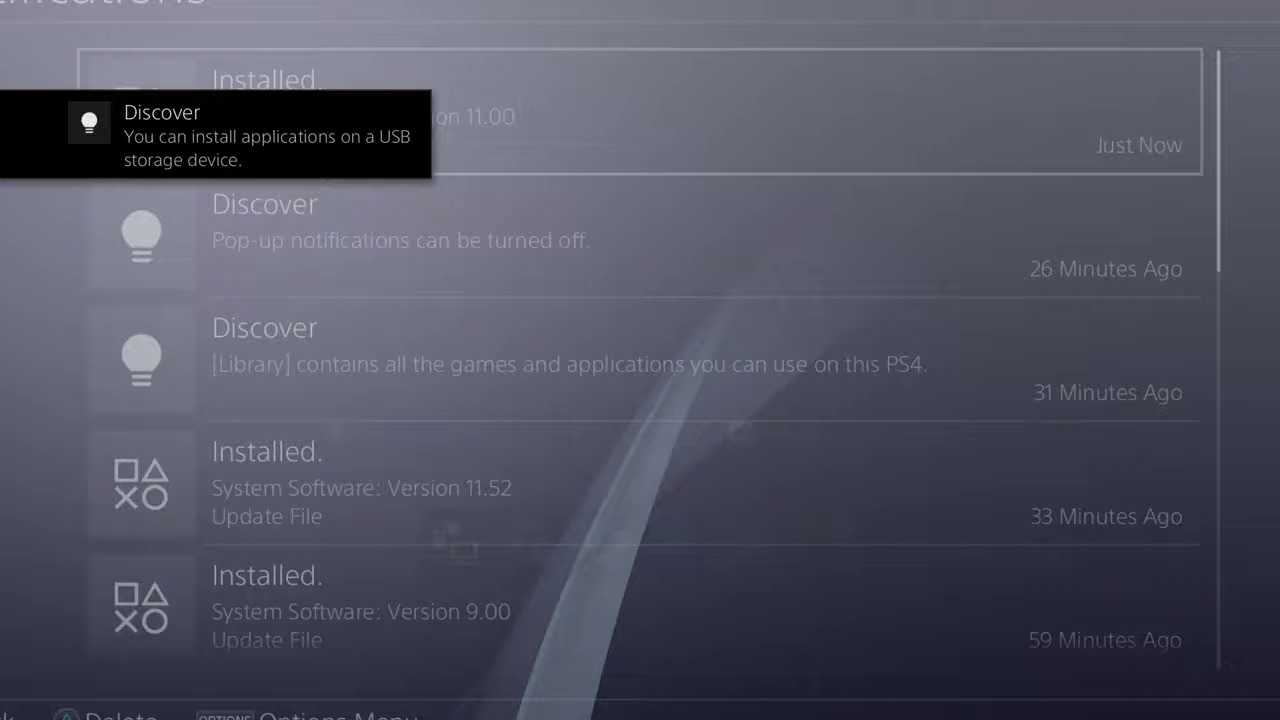 Installed.
on 11.00
Just Now
Discover
You can install applications on a USB
storage device.
Discover
Pop-up notifications can be turned off.
26 Minutes Ago
Discover
[Library] contains all the games and applications you can use on this PS4.
31 Minutes Ago
Installed.
System Software: Version 11.52
Update File
33 Minutes Ago
Installed.
System Software: Version 9.00
Update File
59 Minutes Ago
Delete
OPTIONS Options Menu